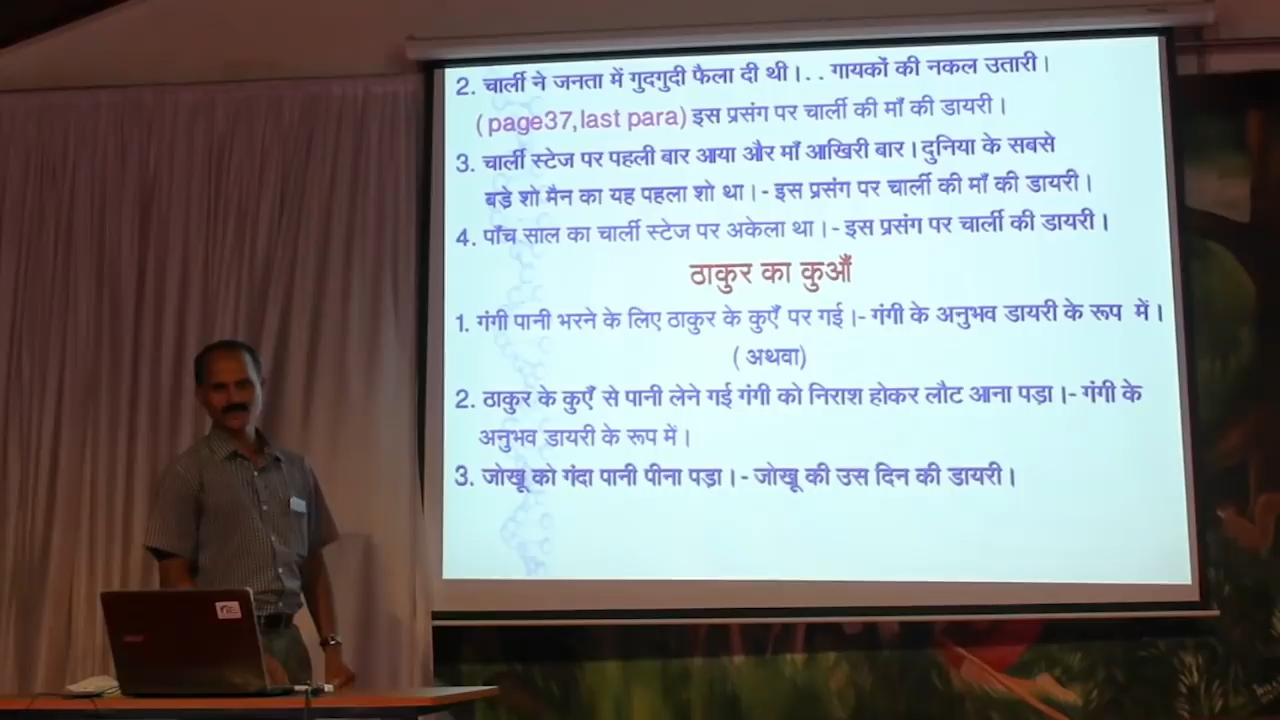 2. चार्ली ने जनता में गुदगुदी फैला दी थी।. . गायकों की नकल उतारी।
( page37,last para) इस प्रसंग पर चार्ली की माँ की डायरी।
3. चार्ली स्टेज पर पहली बार आया और माँ आखिरी बार। दुनिया के सबसे
बड़े शो मैन का यह पहला शो था।- इस प्रसंग पर चार्ली की माँ की डायरी।
4. पाँच साल का चार्ली स्टेज पर अकेला था।- इस प्रसंग पर चार्ली की डायरी।
ठाकुर का कुआँ
1. गंगी पानी भरने के लिए ठाकुर के कुएँ पर गई।- गंगी के अनुभव डायरी के रूप में।
( अथवा)
2. ठाकुर के कुएँ से पानी लेने गई गंगी को निराश होकर लौट आना पड़ा।- गंगी के
अनुभव डायरी के रूप में।
3. जोखू को गंदा पानी पीना पड़ा।- जोखू की उस दिन की डायरी।